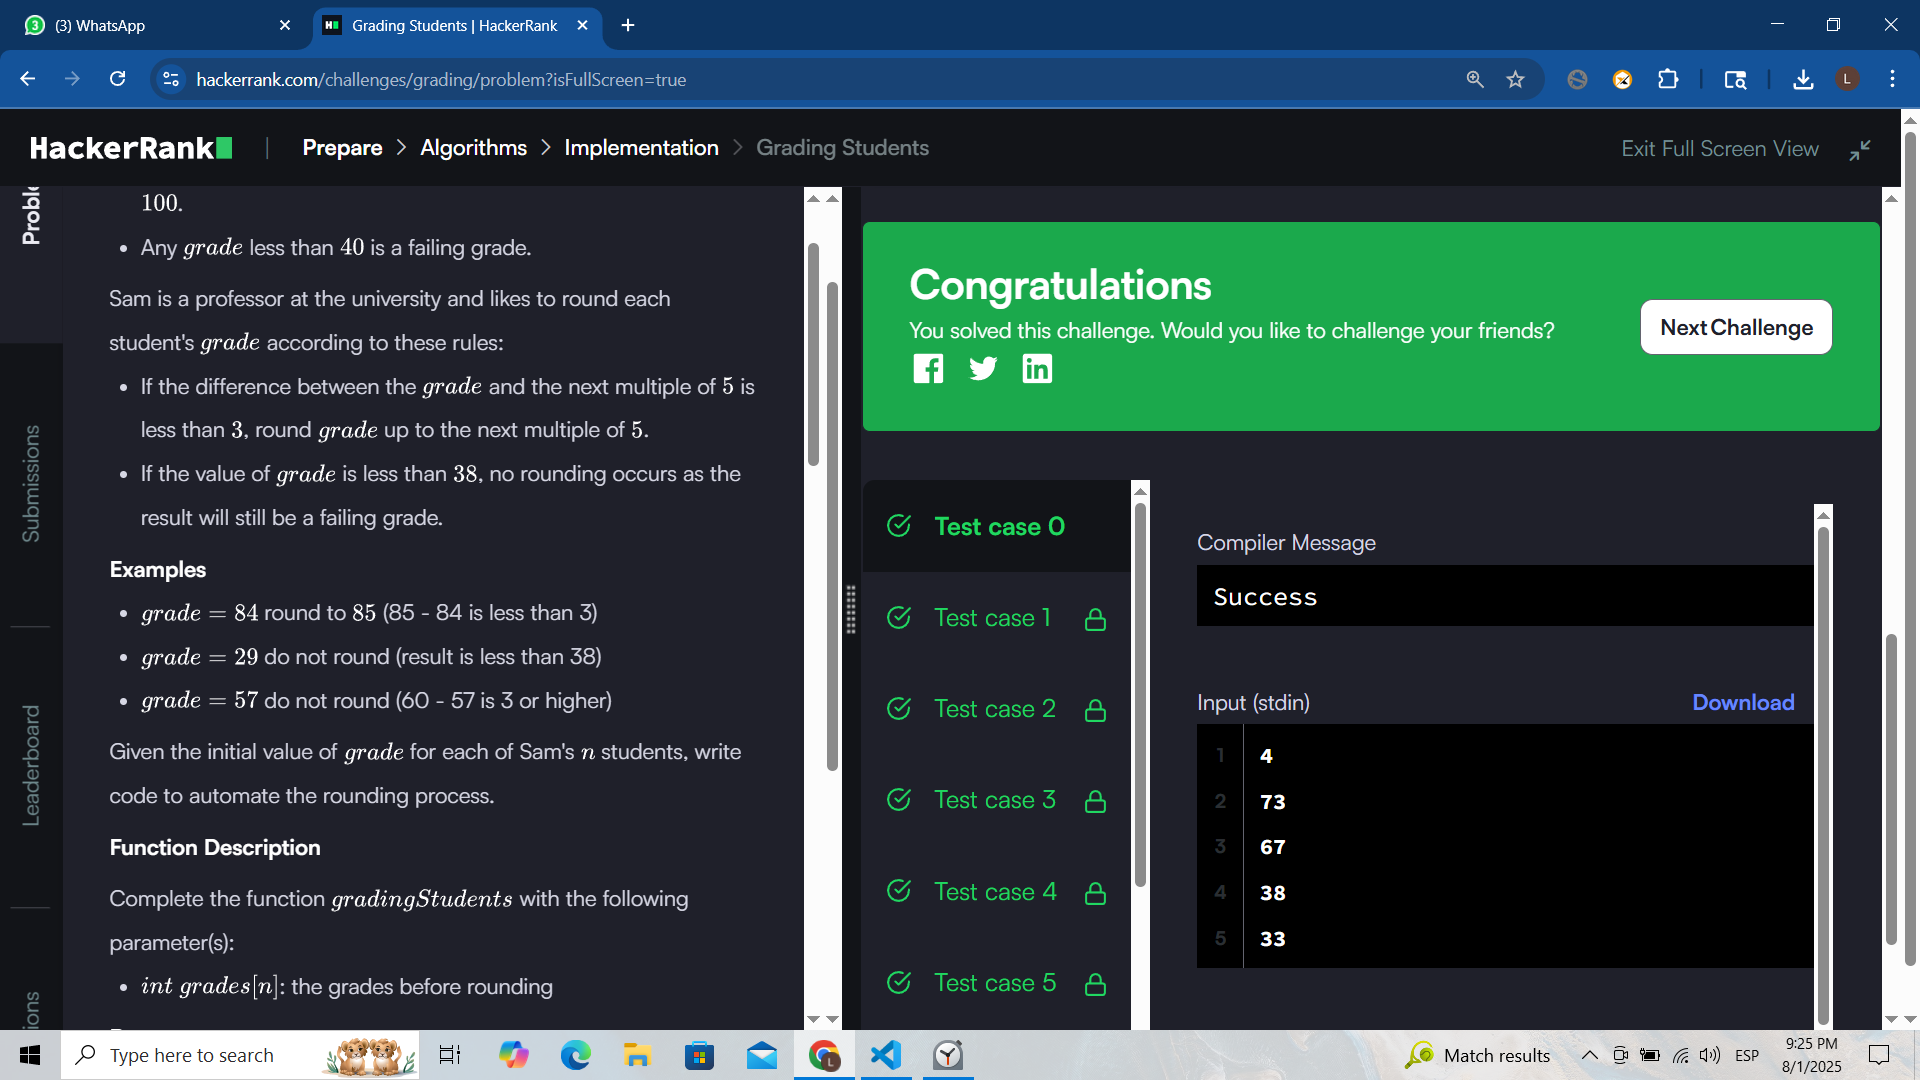 3
(3) WhatsApp
H
Grading Students | HackerRank
hackerrank.com/challenges/grading/problem?isFullScreen=true
L
HackerRank
Prepare
Algorithms
Implementation
Grading Students
Exit Full Screen View
Submissions
Leaderboard
100.
Any grade less than 40 is a failing grade.
Sam is a professor at the university and likes to round each
student's grade according to these rules:
If the difference between the grade and the next multiple of 5 is
less than 3, round grade up to the next multiple of 5.
If the value of grade is less than 38, no rounding occurs as the
result will still be a failing grade.
Examples
grade = 84 round to 85 (85 - 84 is less than 3)
grade = 29 do not round (result is less than 38)
grade = 57 do not round (60 - 57 is 3 or higher)
Given the initial value of grade for each of Sam's n students, write
code to automate the rounding process.
Function Description
Complete the function gradingStudents with the following
parameter(s):
int grades[n]: the grades before rounding
Congratulations
You solved this challenge. Would you like to challenge your friends?
Next Challenge
Test case 0
Test case 1
Test case 2
Test case 3
Test case 4
Test case 5
Compiler Message
Success
Input (stdin)
Download
1 4
2 73
3 67
4 38
5 33
Type here to search
Match results
ESP
9:25 PM
8/1/2025